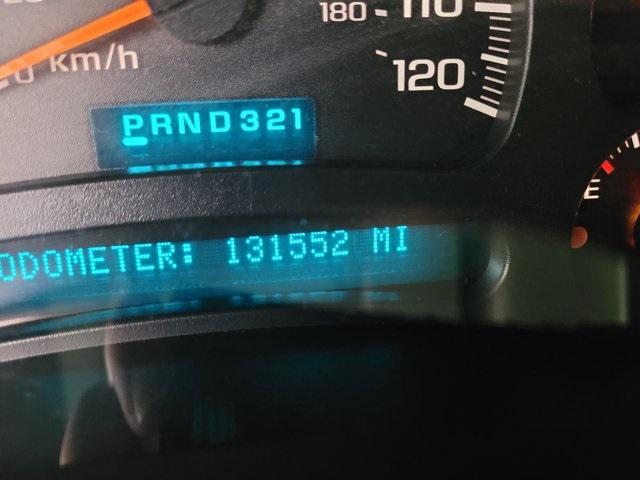 180 110
km/h
120
PRND321
E
ODOMETER: 131552 MI